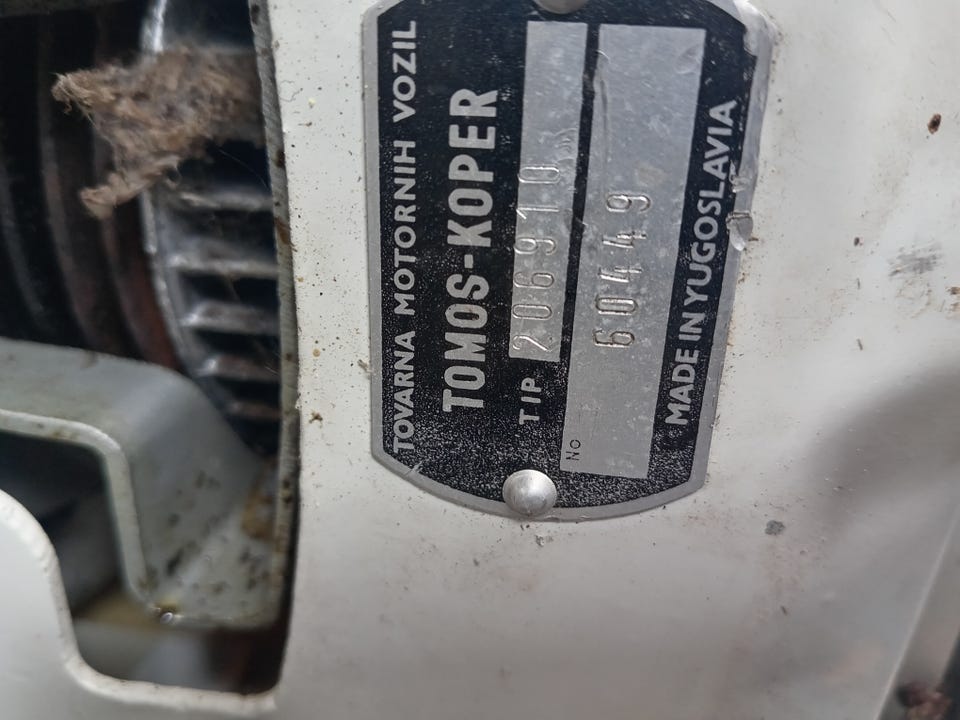 TOVARNA MOTORNIH VOZIL
TOMOS-KOPER
TIP 206910
NO 60449
MADE IN YUGOSLAVIA